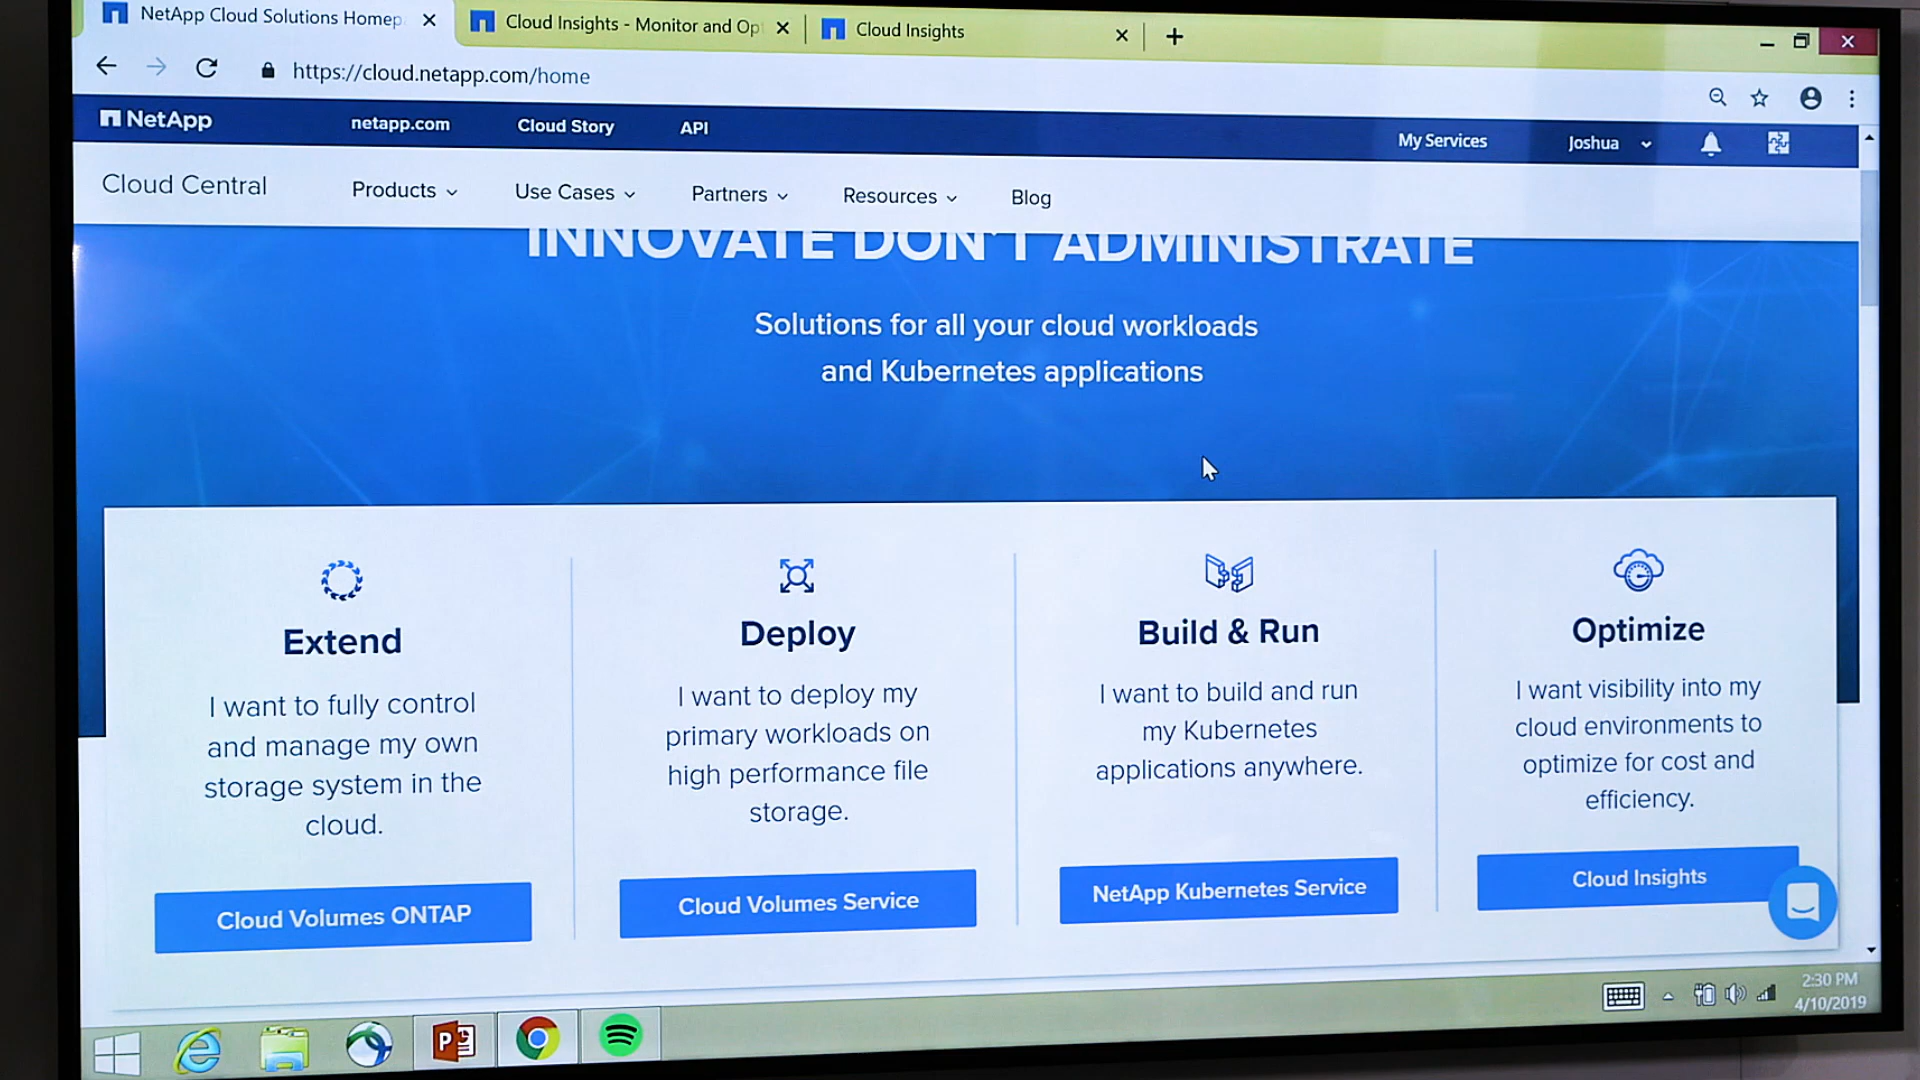 NetApp Cloud Solutions Homep
Cloud Insights - Monitor and Op
Cloud Insights
https://cloud.netapp.com/home
NetApp
netapp.com
Cloud Story
API
My Services
Joshua
Cloud Central
Products
Use Cases
Partners
Resources
Blog
INNOVATE DON'T ADMINISTRATE
Solutions for all your cloud workloads
and Kubernetes applications
Extend
I want to fully control
and manage my own
storage system in the
cloud.
Cloud Volumes ONTAP
Deploy
I want to deploy my
primary workloads on
high performance file
storage.
Cloud Volumes Service
Build & Run
I want to build and run
my Kubernetes
applications anywhere.
NetApp Kubernetes Service
Optimize
I want visibility into my
cloud environments to
optimize for cost and
efficiency.
Cloud Insights
2:30 PM
4/10/2019